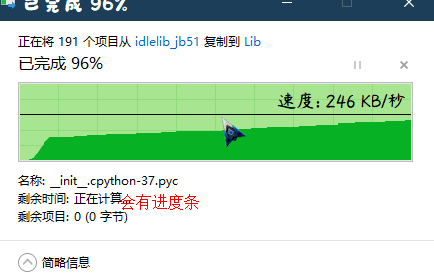 已完成 96%
正在将 191 个项目从 idlelib_jb51 复制到 Lib
已完成 96%
速度: 246 KB/秒
名称: __init__.cpython-37.pyc
剩余时间: 正在计算...
会有进度条
剩余项目: 0 (0 字节)
简略信息